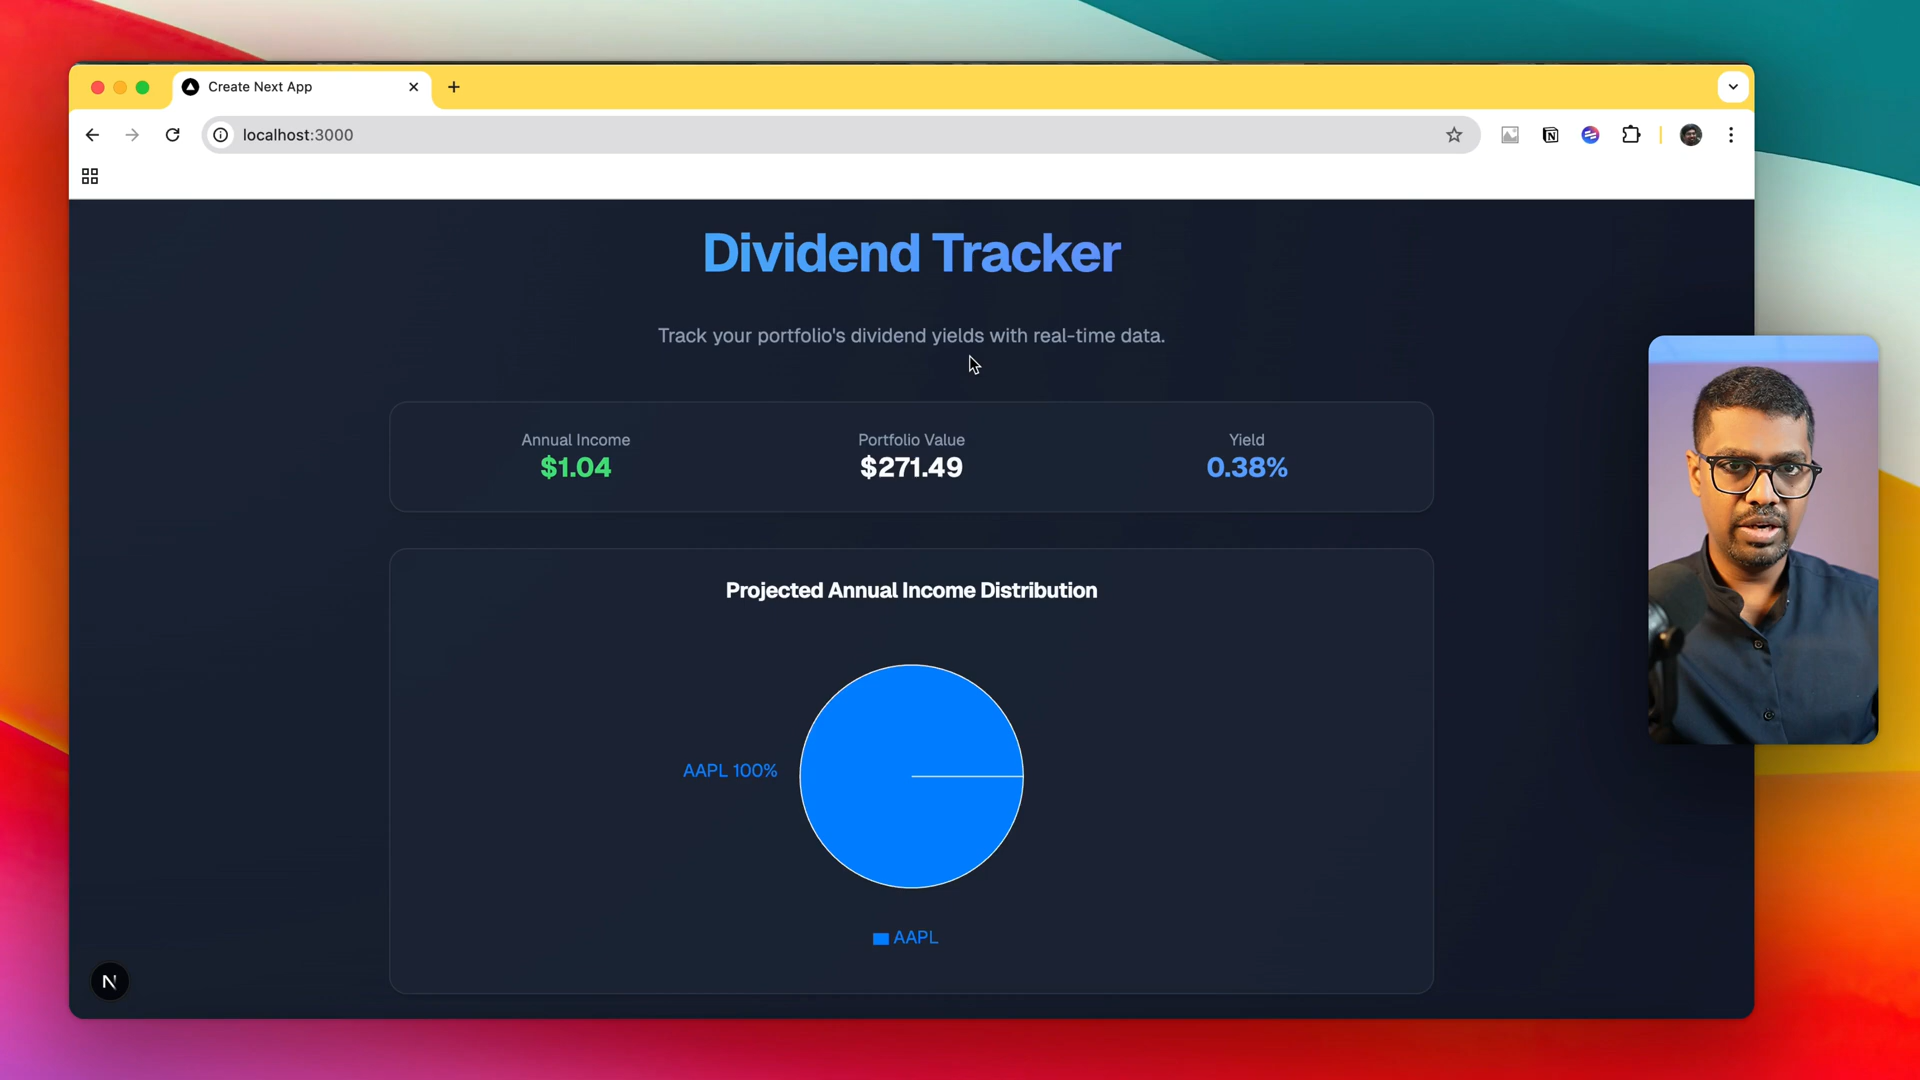 Create Next App
localhost:3000
Dividend Tracker
Track your portfolio's dividend yields with real-time data.
Annual Income
$1.04
Portfolio Value
$271.49
Yield
0.38%
Projected Annual Income Distribution
AAPL 100%
AAPL
N